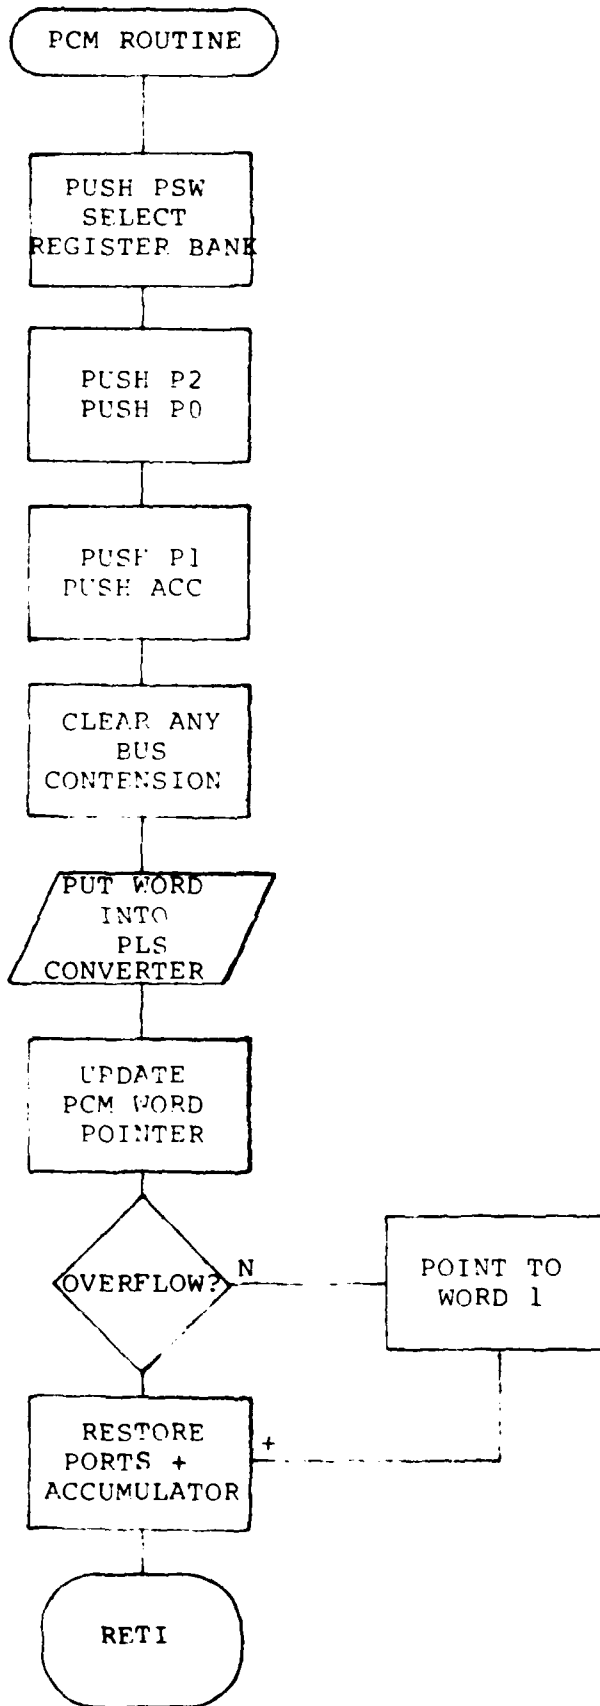 PCM ROUTINE
PUSH PSW
SELECT
REGISTER BANK
PUSH P2
PUSH P0
PUSH P1
PUSH ACC
CLEAR ANY
BUS
CONTENSION
PUT WORD
INTO
PLS
CONVERTER
UPDATE
PCM WORD
POINTER
OVERFLOW?
N
POINT TO
WORD 1
RESTORE
PORTS +
ACCUMULATOR
+
RETI